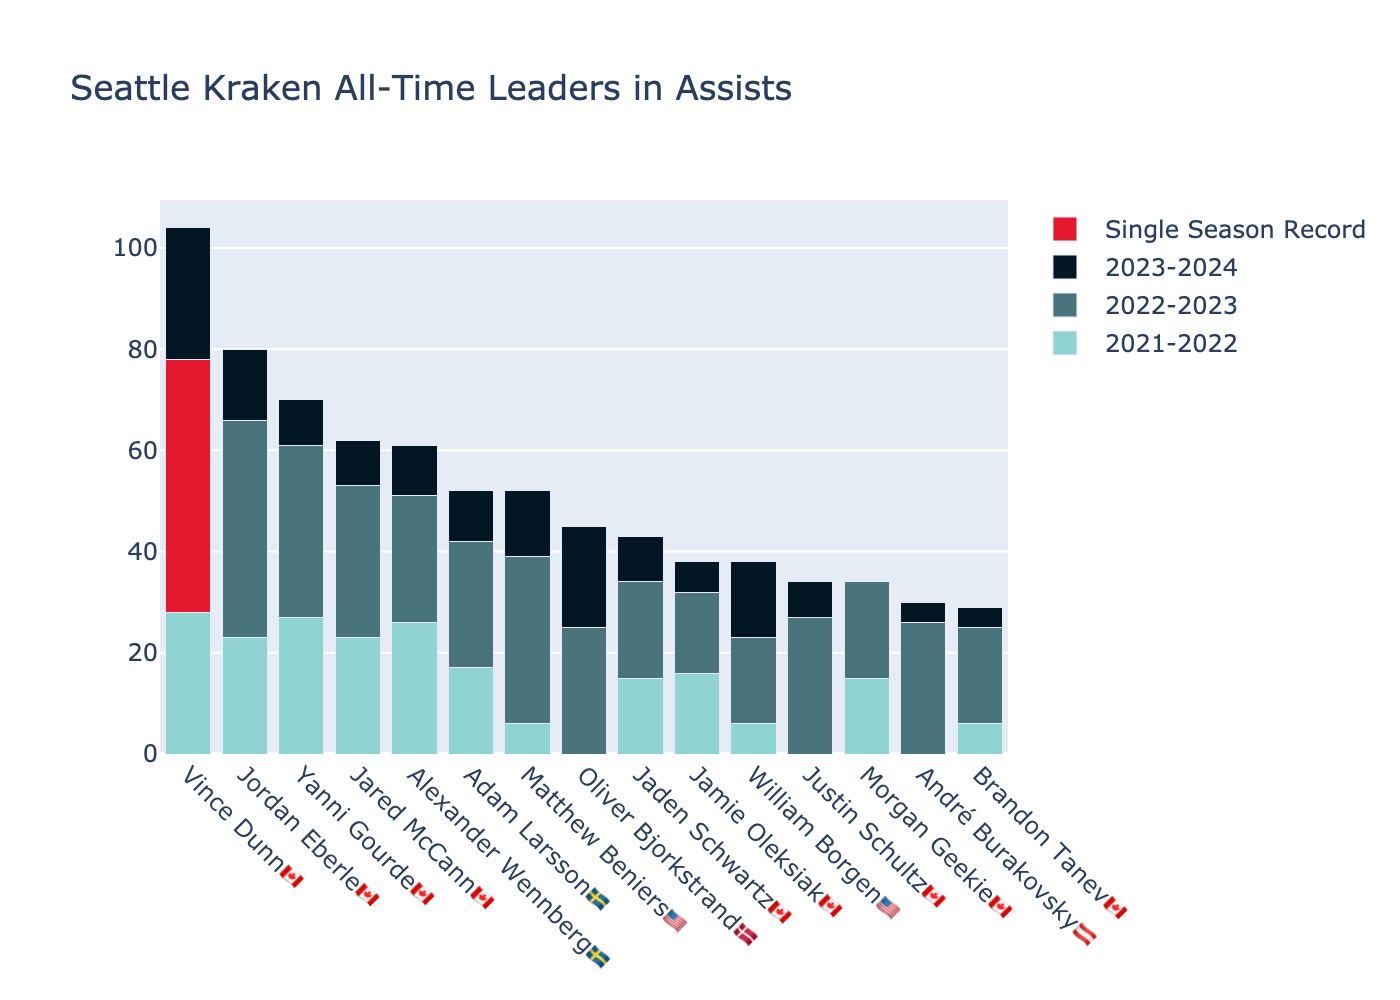 Seattle Kraken All-Time Leaders in Assists
Single Season Record
2023-2024
2022-2023
2021-2022
100
80
60
40
20
0
Vince Dunn🇨🇦
Jordan Eberle🇨🇦
Yanni Gourde🇨🇦
Jared McCann🇨🇦
Alexander Wennberg🇸🇪
Adam Larsson🇸🇪
Matthew Beniers🇺🇸
Oliver Bjorkstrand🇩🇰
Jaden Schwartz🇨🇦
Jamie Oleksiak🇨🇦
William Borgen🇺🇸
Justin Schultz🇨🇦
Morgan Geekie🇨🇦
André Burakovsky🇦🇹
Brandon Tanev🇨🇦